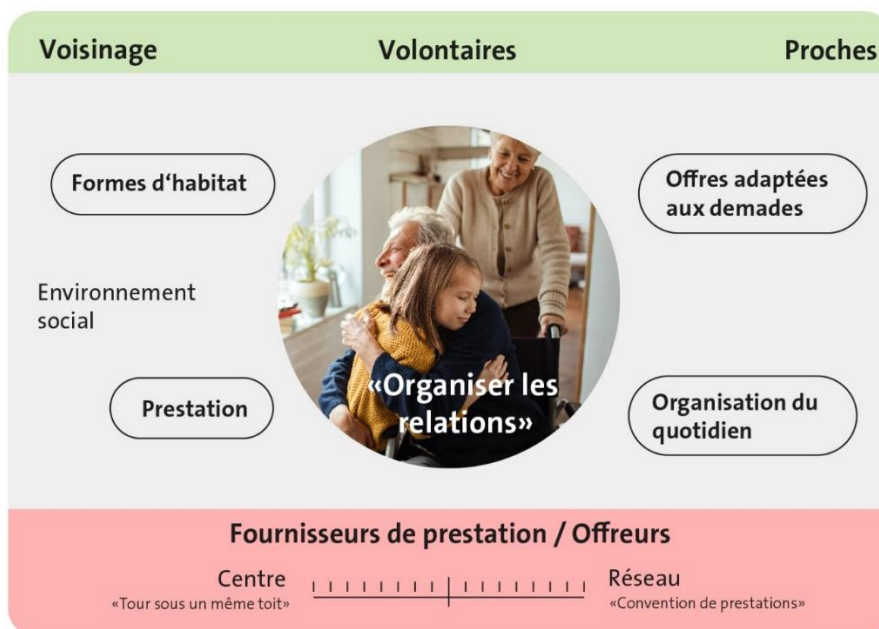 Voisinage
Volontaires
Proches
Formes d‘habitat
Offres adaptées
aux demades
Environnement
social
«Organiser les
relations»
Prestation
Organisation du
quotidien
Fournisseurs de prestation / Offreurs
Centre
«Tour sous un même toit»
Réseau
«Convention de prestations»